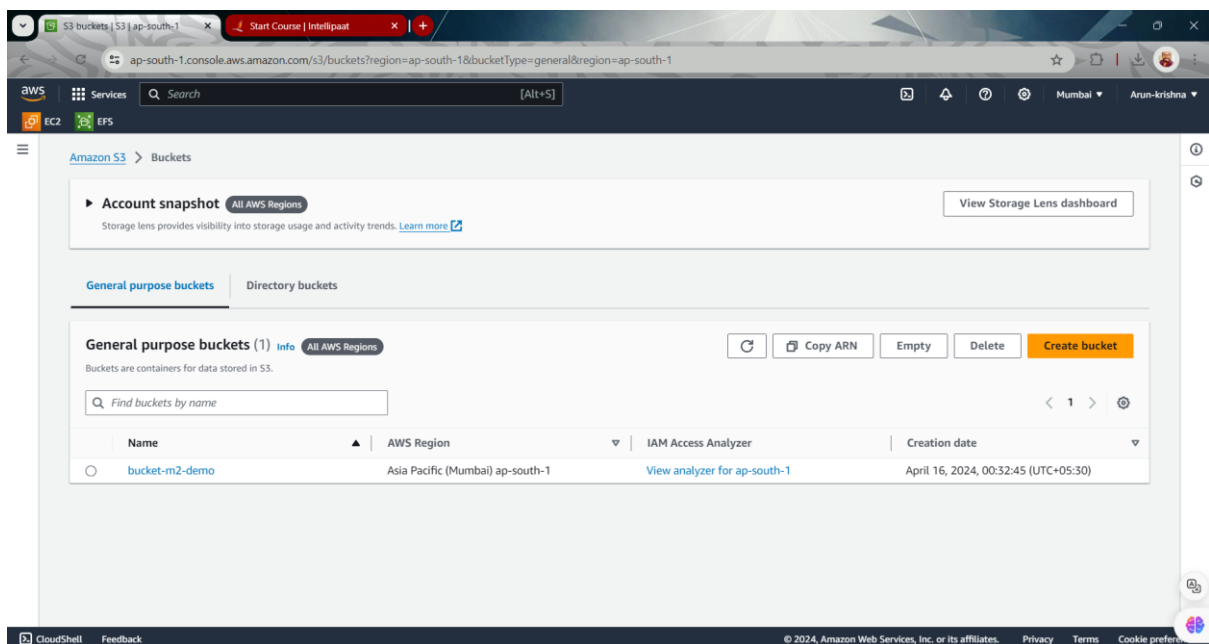 S3 buckets | S3 | ap-south-1
Start Course | Intellipaat
ap-south-1.console.aws.amazon.com/s3/buckets?region=ap-south-1&bucketType=general&region=ap-south-1
aws Services Search [Alt+S] Mumbai Arun-krishna
EC2 EFS
Amazon S3 > Buckets
Account snapshot All AWS Regions View Storage Lens dashboard
Storage lens provides visibility into storage usage and activity trends. Learn more
General purpose buckets Directory buckets
General purpose buckets (1) Info All AWS Regions Copy ARN Empty Delete Create bucket
Buckets are containers for data stored in S3.
Find buckets by name 1
Name AWS Region IAM Access Analyzer Creation date
bucket-m2-demo Asia Pacific (Mumbai) ap-south-1 View analyzer for ap-south-1 April 16, 2024, 00:32:45 (UTC+05:30)
CloudShell Feedback © 2024, Amazon Web Services, Inc. or its affiliates. Privacy Terms Cookie prefere